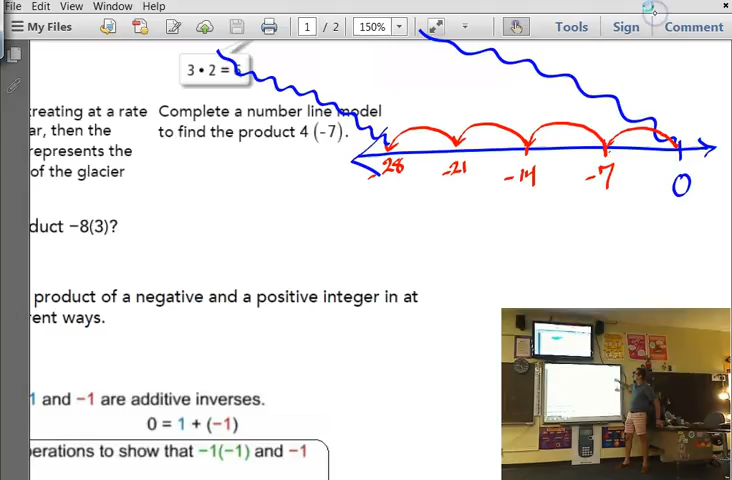 File Edit View Window Help
My Files 1 / 2 150% Tools Sign Comment
3 • 2 = 6
treating at a rate
ar, then the
represents the
of the glacier
Complete a number line model
to find the product 4 (-7).
-28 -21 -14 -7 0
duct −8(3)?
product of a negative and a positive integer in at
rent ways.
1 and −1 are additive inverses.
0 = 1 + (−1)
perations to show that −1(−1) and −1